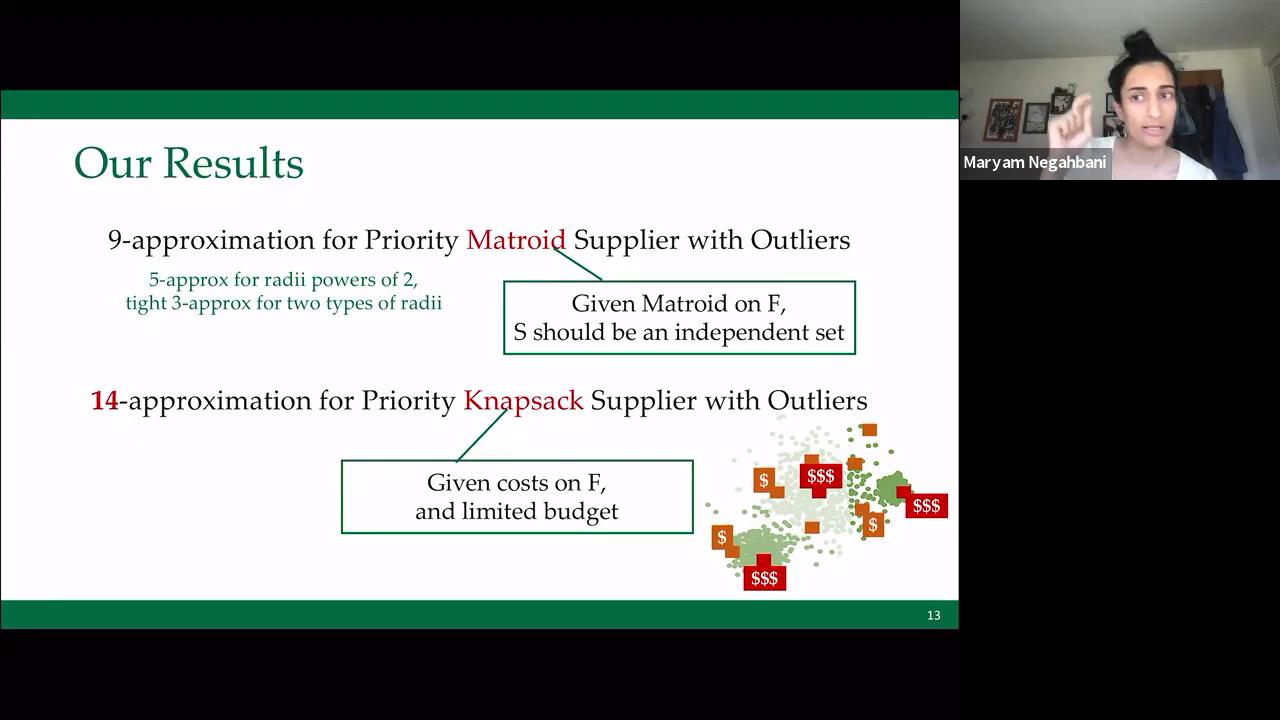 Our Results
9-approximation for Priority Matroid Supplier with Outliers
5-approx for radii powers of 2,
tight 3-approx for two types of radii
Given Matroid on F,
S should be an independent set
14-approximation for Priority Knapsack Supplier with Outliers
Given costs on F,
and limited budget
$
$$$
$$$
$
$
$$$
13
Maryam Negahbani